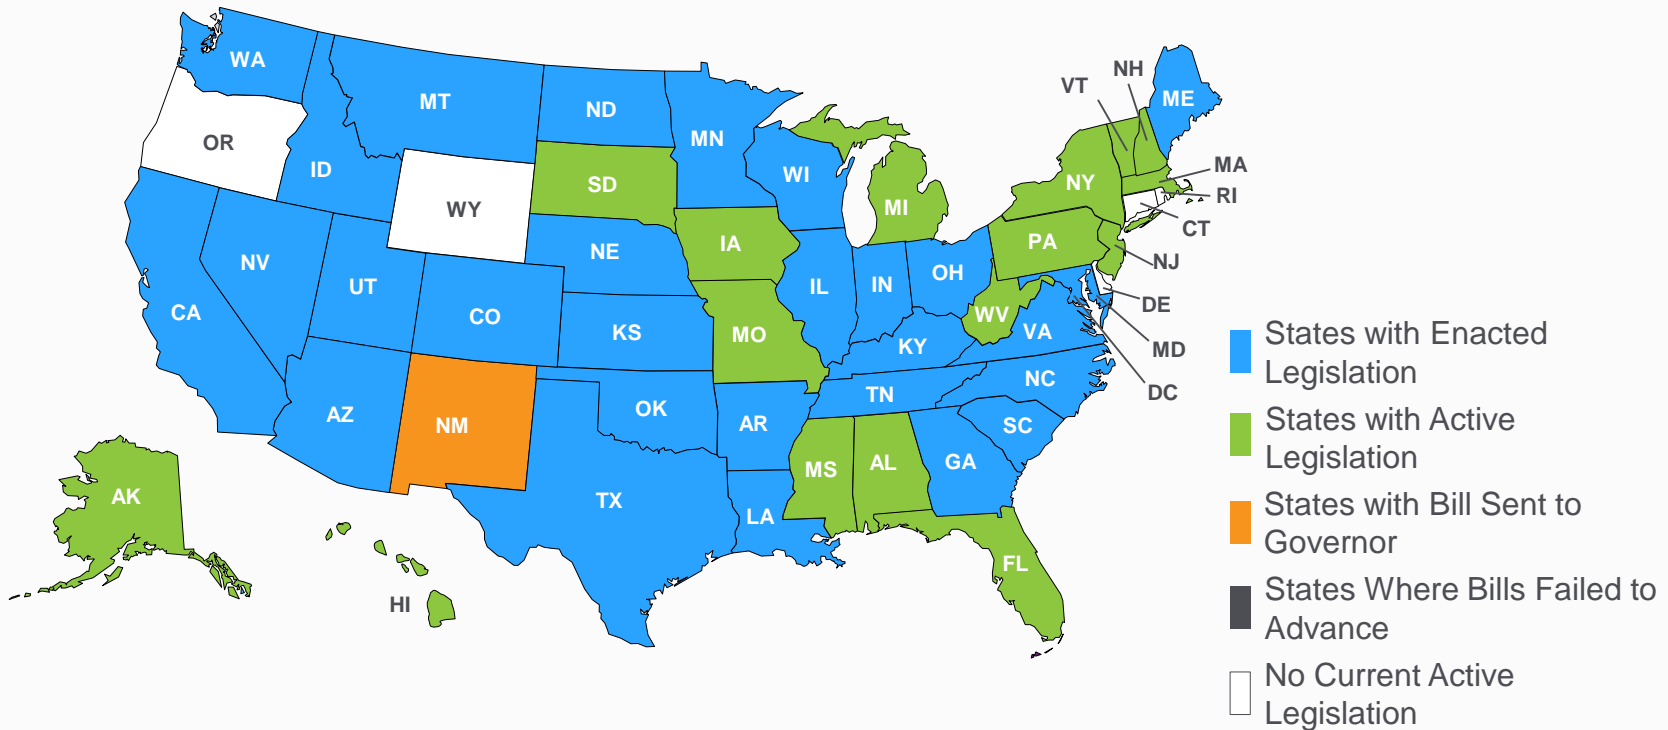 WA
MT
ND
MN
VT
NH
ME
OR
ID
WY
SD
WI
MI
NY
MA
RI
CT
NV
UT
NE
IA
PA
NJ
CA
CO
KS
MO
IL
IN
OH
WV
VA
KY
DE
MD
DC
AZ
NM
OK
AR
TN
NC
SC
TX
LA
MS
AL
GA
FL
AK
HI
States with Enacted
Legislation
States with Active
Legislation
States with Bill Sent to
Governor
States Where Bills Failed to
Advance
No Current Active
Legislation